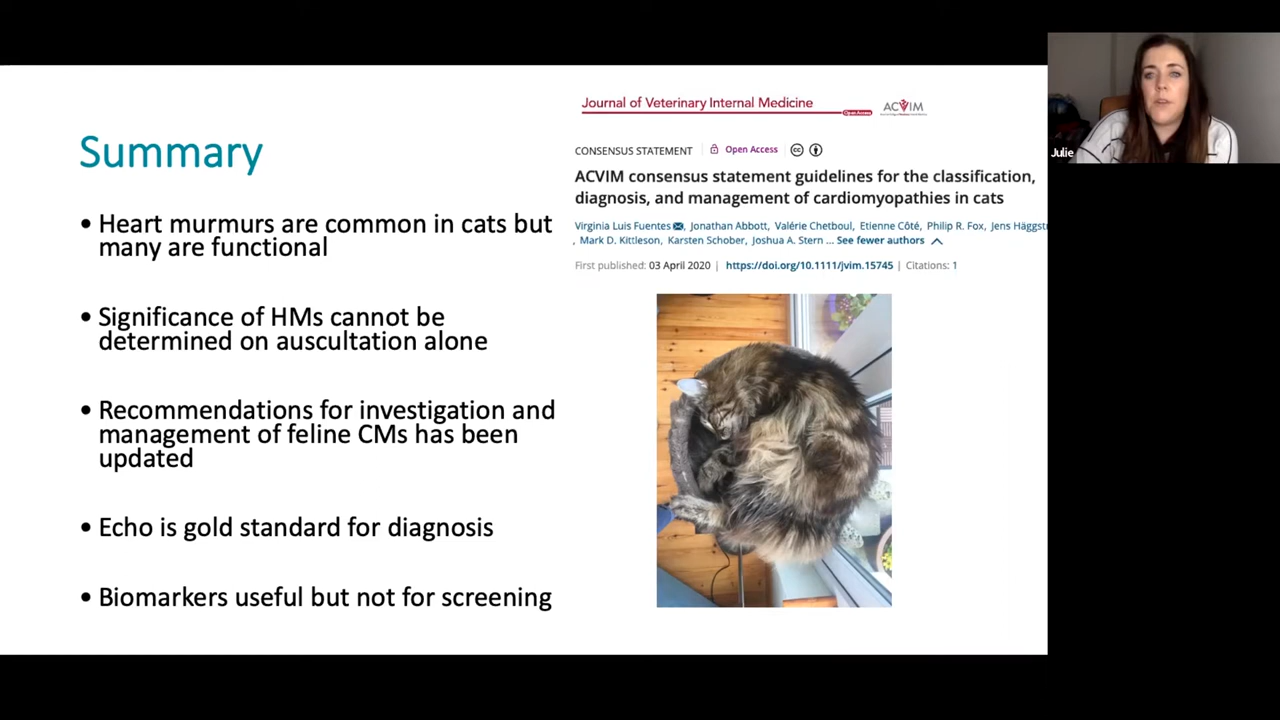 Summary
• Heart murmurs are common in cats but
many are functional
• Significance of HMs cannot be
determined on auscultation alone
• Recommendations for investigation and
management of feline CMs has been
updated
• Echo is gold standard for diagnosis
• Biomarkers useful but not for screening
Journal of Veterinary Internal Medicine
Open Access
ACVIM
CONSENSUS STATEMENT
Open Access
ACVIM consensus statement guidelines for the classification,
diagnosis, and management of cardiomyopathies in cats
Virginia Luis Fuentes, Jonathan Abbott, Valérie Chetboul, Etienne Côté, Philip R. Fox, Jens Häggstr
, Mark D. Kittleson, Karsten Schober, Joshua A. Stern ... See fewer authors
First published: 03 April 2020 | https://doi.org/10.1111/jvim.15745 | Citations: 1
Julie